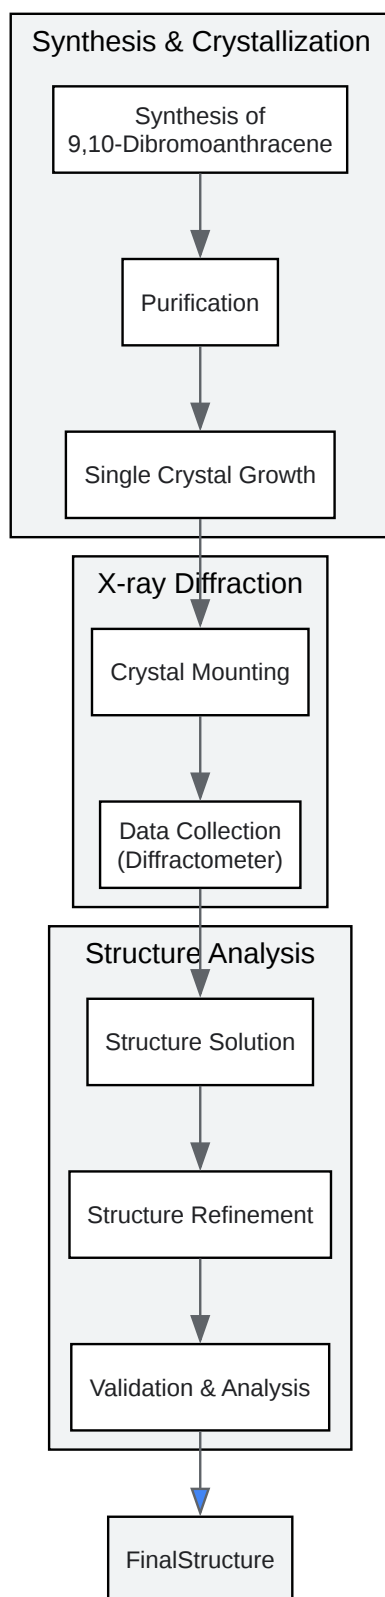 Synthesis & Crystallization
Synthesis of
9,10-Dibromoanthracene
Purification
Single Crystal Growth
X-ray Diffraction
Crystal Mounting
Data Collection
(Diffractometer)
Structure Analysis
Structure Solution
Structure Refinement
Validation & Analysis
FinalStructure